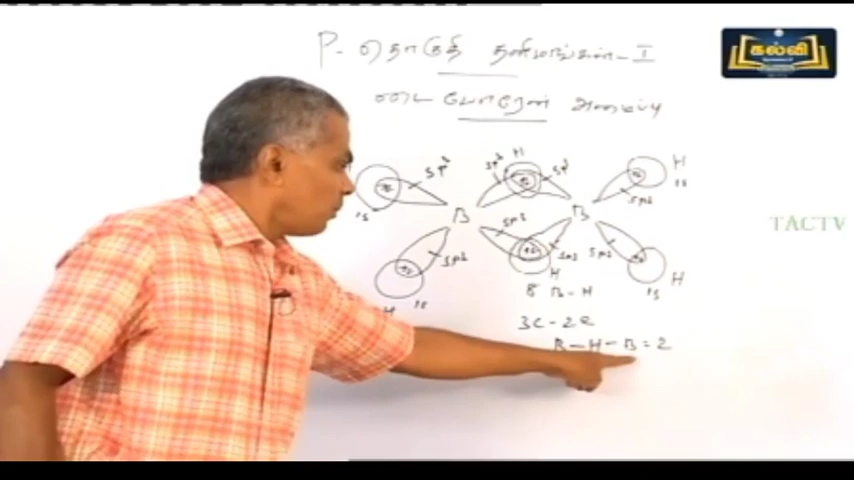 P- தொகுதி தனிமங்கள் - I
டை போரேன் அமைப்பு
கல்வி
TACTV
H
sp³
sp³
sp³
H
1s
1s
B
B
sp3
sp3
sp3
sp3
sp3
H
H
1s
1s
H
8 B-H
3C-2e
B-H-B=2